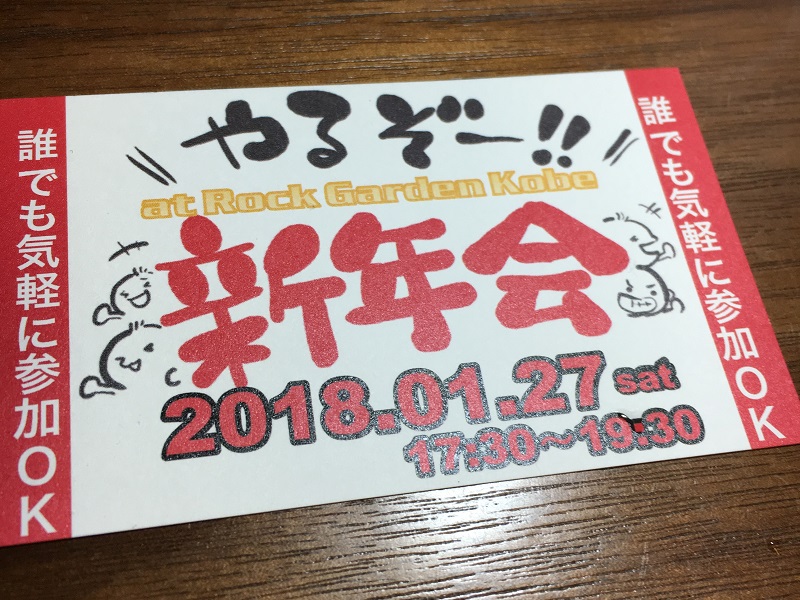 誰でも気軽に参加OK
やるぞー!!
at Rock Garden Kobe
新年会
2018.01.27 sat
17:30〜19:30
誰でも気軽に参加OK